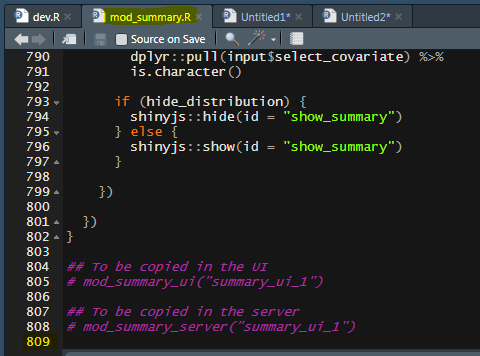 dev.R mod_summary.R Untitled1* Untitled2*
Source on Save
790 dplyr::pull(input$select_covariate) %>%
791 is.character()
792
793 if (hide_distribution) {
794 shinyjs::hide(id = "show_summary")
795 } else {
796 shinyjs::show(id = "show_summary")
797 }
798
799 })
800
801 })
802 }
803
804 ## To be copied in the UI
805 # mod_summary_ui("summary_ui_1")
806
807 ## To be copied in the server
808 # mod_summary_server("summary_ui_1")
809